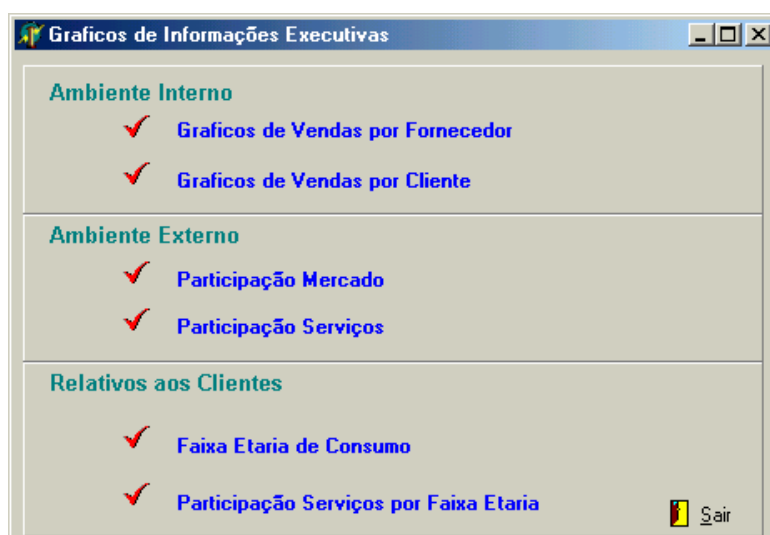 Graficos de Informações Executivas
Ambiente Interno
Graficos de Vendas por Fornecedor
Graficos de Vendas por Cliente
Ambiente Externo
Participação Mercado
Participação Serviços
Relativos aos Clientes
Faixa Etaria de Consumo
Participação Serviços por Faixa Etaria
Sair